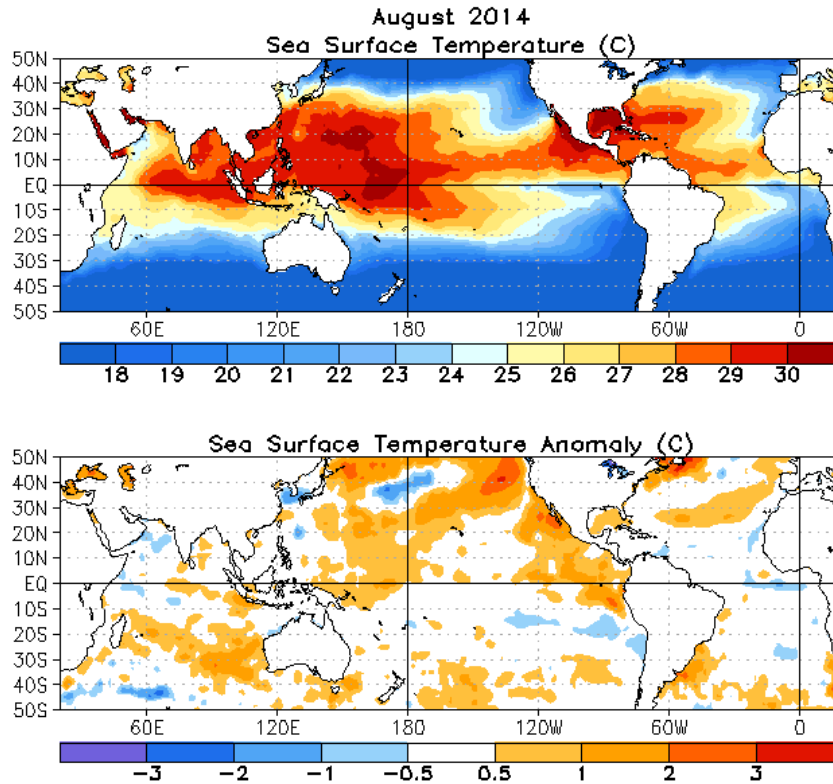 August 2014
Sea Surface Temperature (C)
50N
40N
30N
20N
10N
EQ
10S
20S
30S
40S
50S
60E 120E 180 120W 60W 0
18 19 20 21 22 23 24 25 26 27 28 29 30
Sea Surface Temperature Anomaly (C)
50N
40N
30N
20N
10N
EQ
10S
20S
30S
40S
50S
60E 120E 180 120W 60W 0
-3 -2 -1 -0.5 0.5 1 2 3